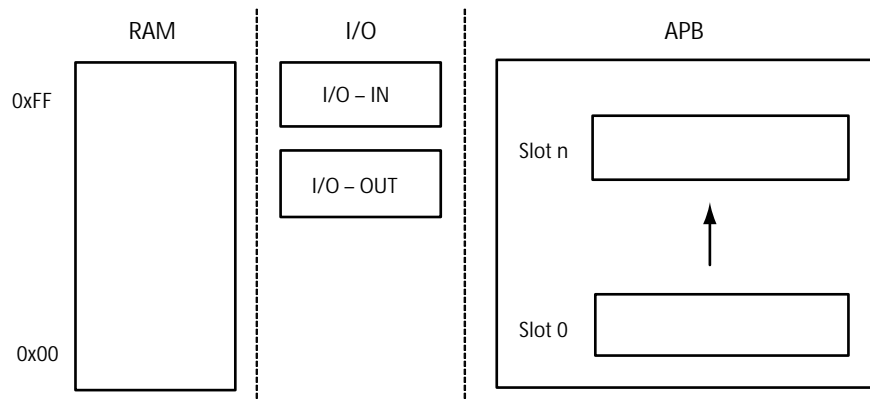 RAM
I/O
APB
0xFF
I/O – IN
Slot n
I/O – OUT
Slot 0
0x00